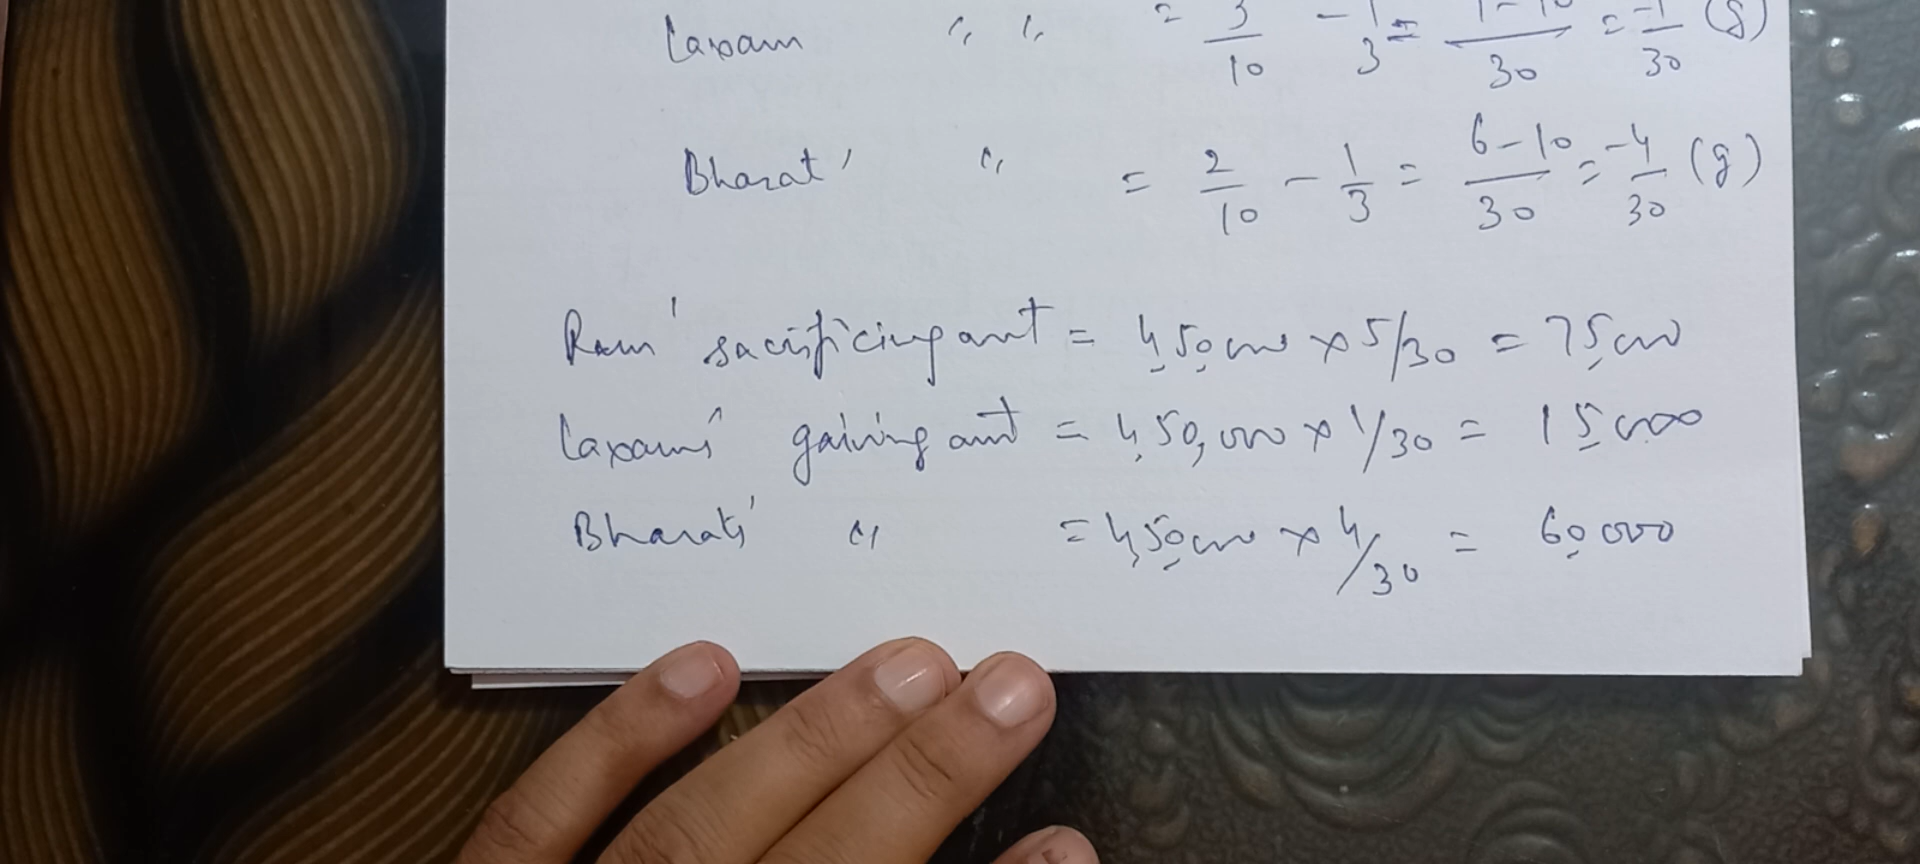 Laxam " " = 3/10 - 1/3 = /30 = -1/30 (g)
Bharat' " = 2/10 - 1/3 = 6-10/30 = -4/30 (g)
Ram' sacrificing amt = 4,50,000 x 5/30 = 75,000
Laxam's gaining amt = 4,50,000 x 1/30 = 15,000
Bharat's' " = 4,50,000 x 4/30 = 60,000